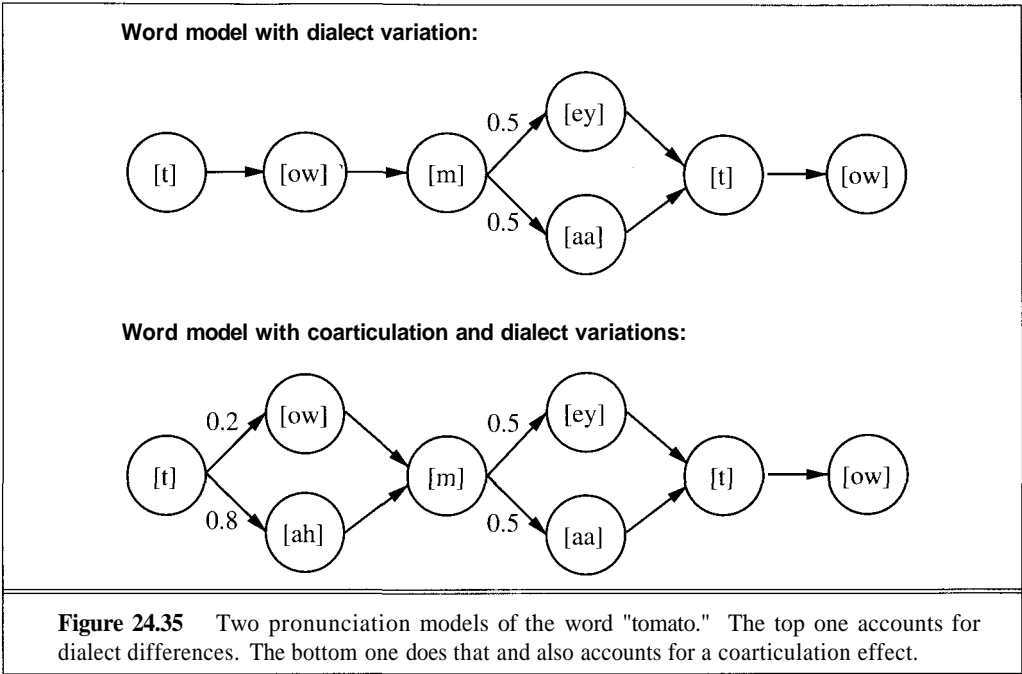 Word model with dialect variation:
[ey]
0.5
[t] [ow] [m] [t] [ow]
0.5
[aa]
Word model with coarticulation and dialect variations:
[ow] [ey]
0.2 0.5
[t] [m] [t] [ow]
0.8 0.5
[ah] [aa]
Figure 24.35 Two pronunciation models of the word "tomato." The top one accounts for
dialect differences. The bottom one does that and also accounts for a coarticulation effect.